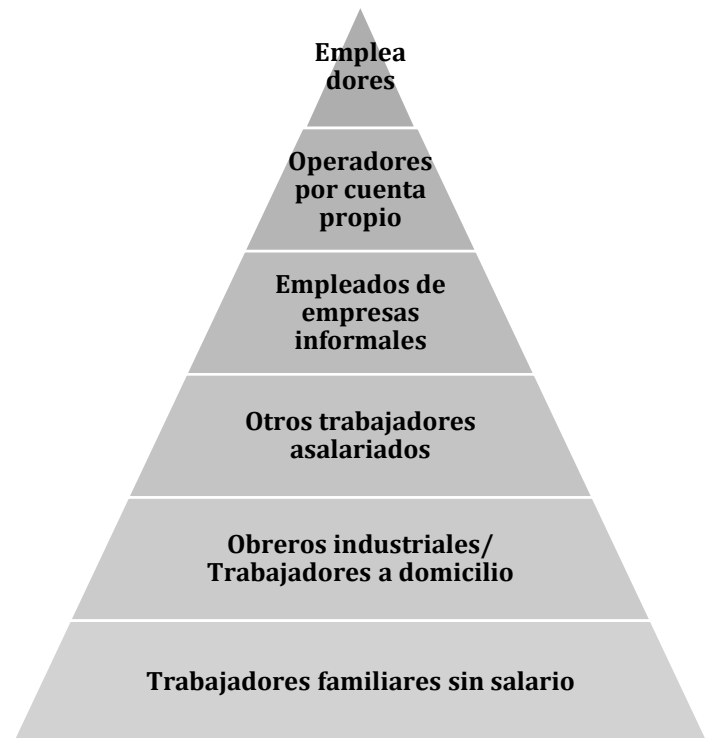 Emplea
dores
Operadores
por cuenta
propio
Empleados de
empresas
informales
Otros trabajadores
asalariados
Obreros industriales/
Trabajadores a domicilio
Trabajadores familiares sin salario